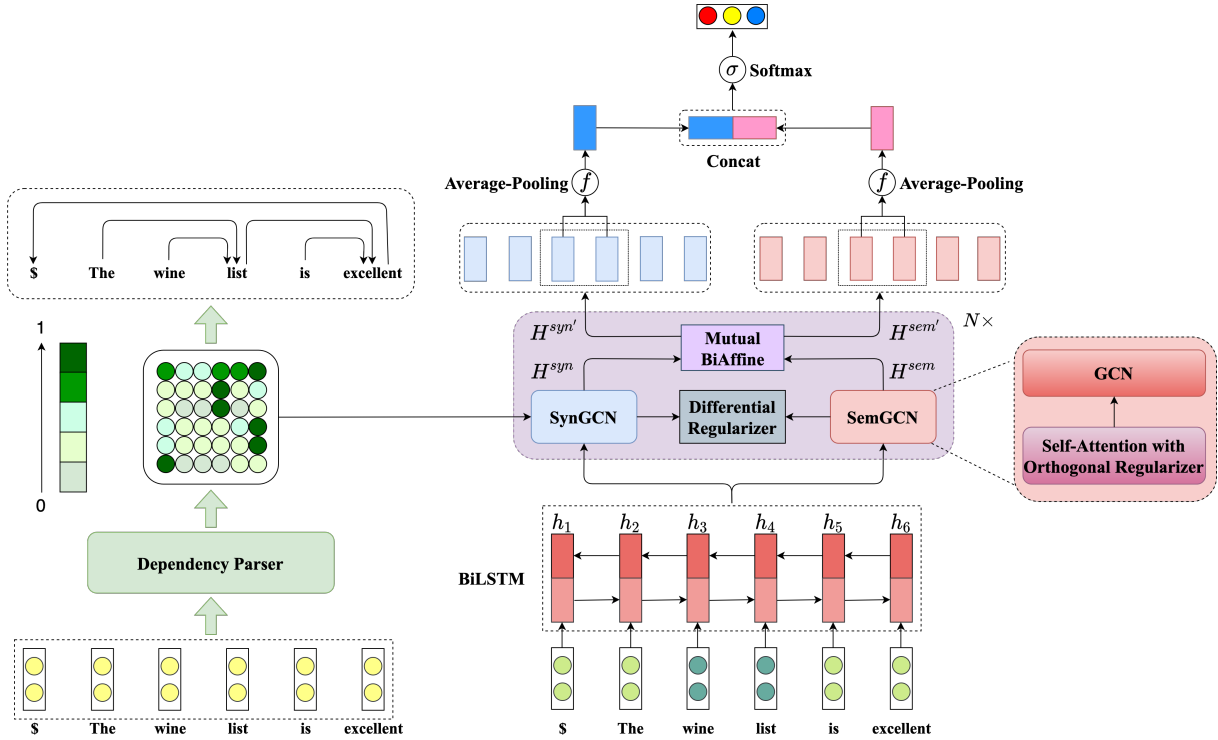 σ Softmax
Concat
Average-Pooling f
f Average-Pooling
$ The wine list is excellent
1
0
Dependency Parser
$ The wine list is excellent
N×
H^{syn′}
H^{sem′}
Mutual
BiAffine
H^{syn}
H^{sem}
SynGCN
Differential
Regularizer
SemGCN
GCN
Self-Attention with
Orthogonal Regularizer
h₁ h₂ h₃ h₄ h₅ h₆
BiLSTM
$ The wine list is excellent